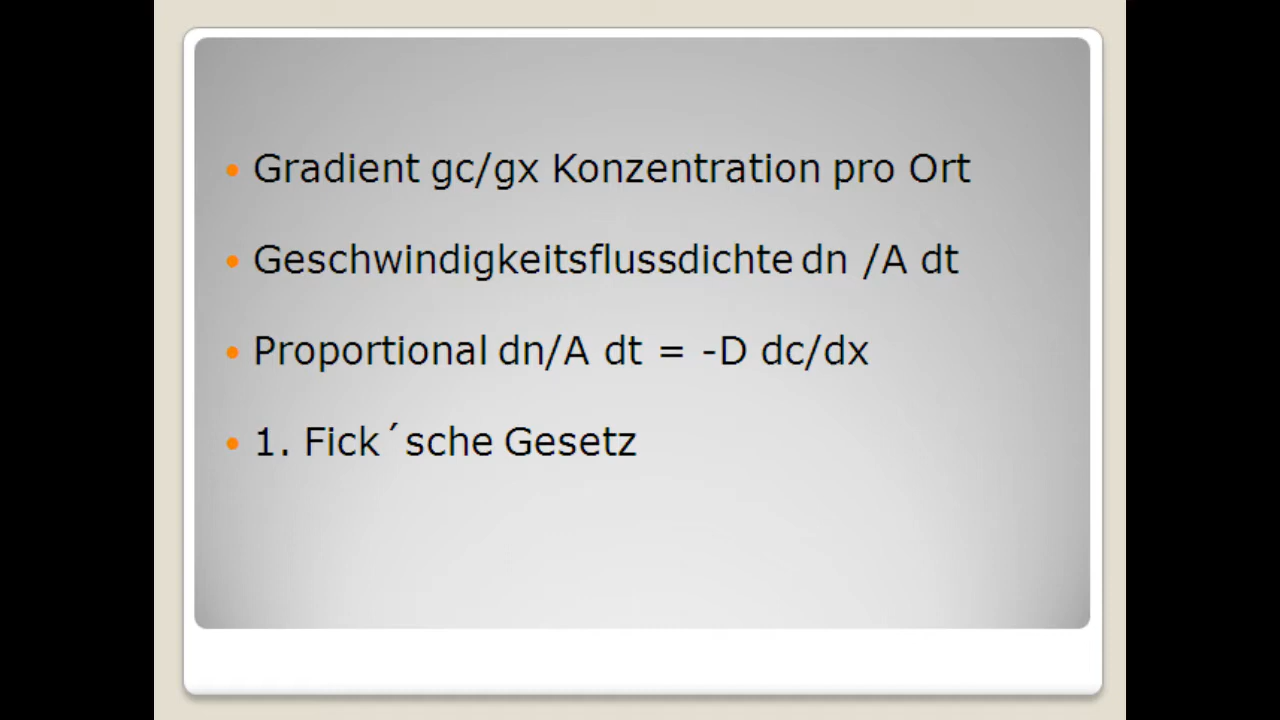 Gradient gc/gx Konzentration pro Ort
Geschwindigkeitsflussdichte dn /A dt
Proportional dn/A dt = -D dc/dx
1. Fick´sche Gesetz